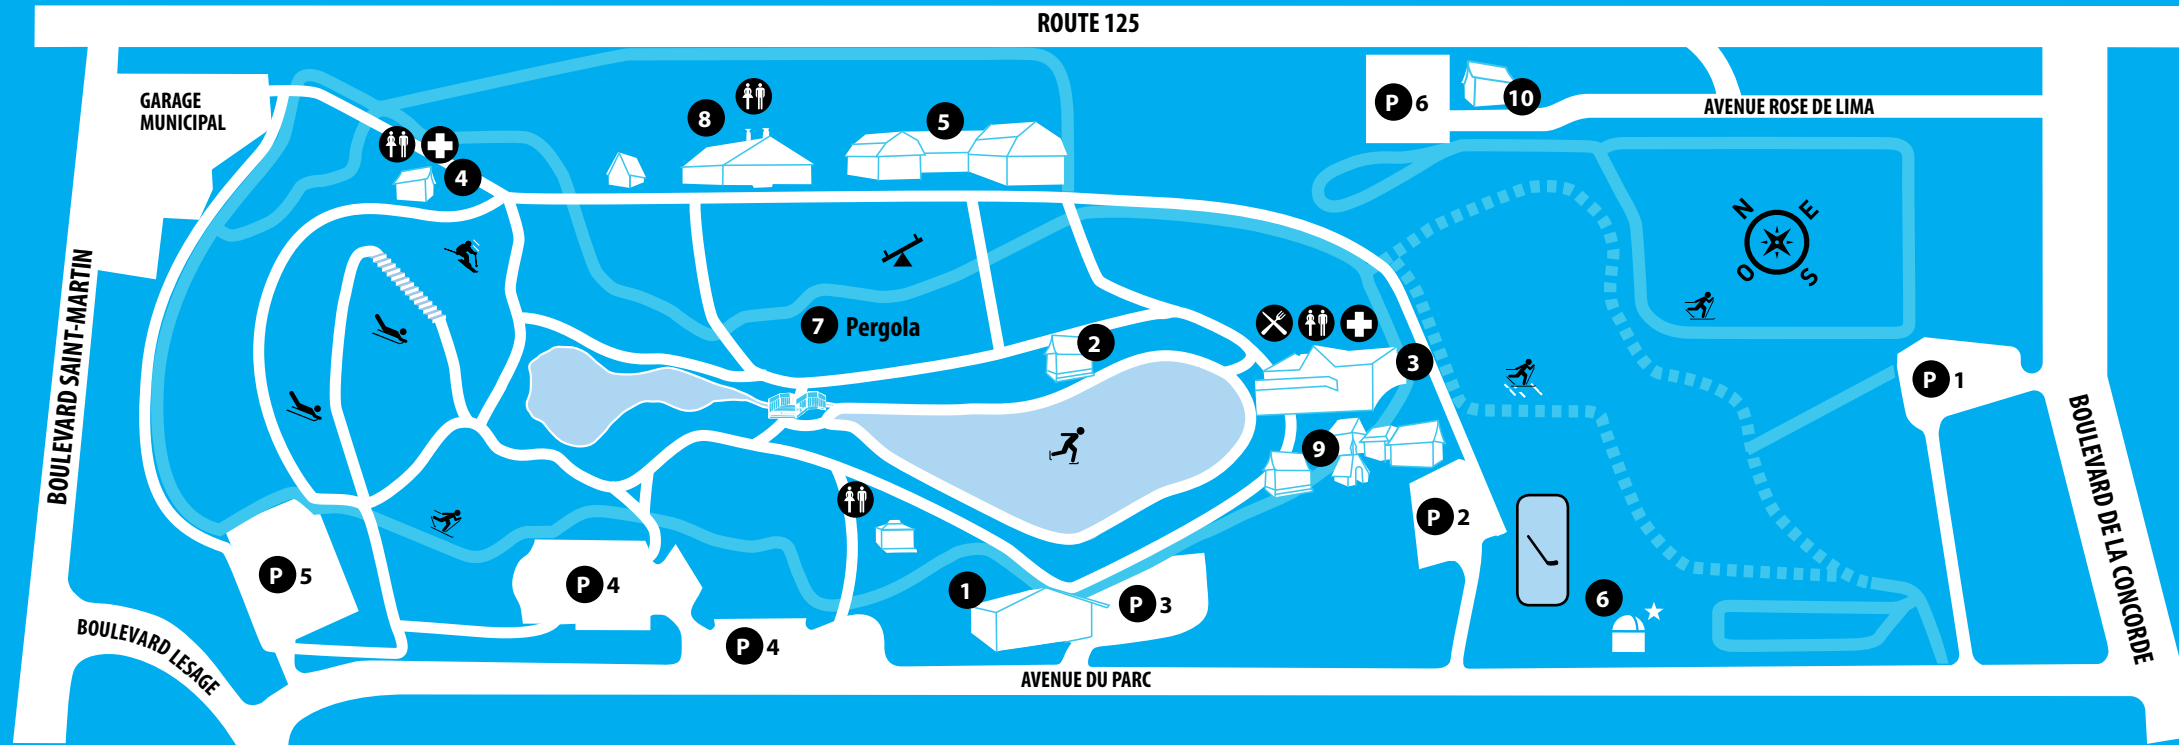 ROUTE 125
GARAGE
MUNICIPAL
8
5
P 6
10
AVENUE ROSE DE LIMA
4
N
E
O
S
BOULEVARD SAINT-MARTIN
7 Pergola
2
3
P 1
9
BOULEVARD DE LA CONCORDE
P 2
P 5
P 4
1
P 3
6
BOULEVARD LESAGE
P 4
AVENUE DU PARC